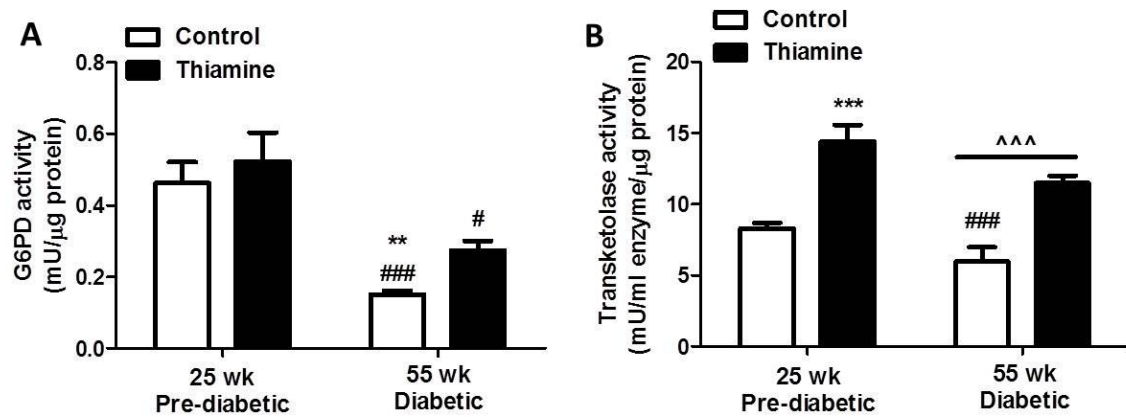 A
Control
Thiamine
G6PD activity
(mU/µg protein)
0.8
0.6
0.4
0.2
0.0
**
###
#
25 wk
Pre-diabetic
55 wk
Diabetic
B
Control
Thiamine
Transketolase activity
(mU/ml enzyme/µg protein)
20
15
10
5
0
***
^^^
###
25 wk
Pre-diabetic
55 wk
Diabetic